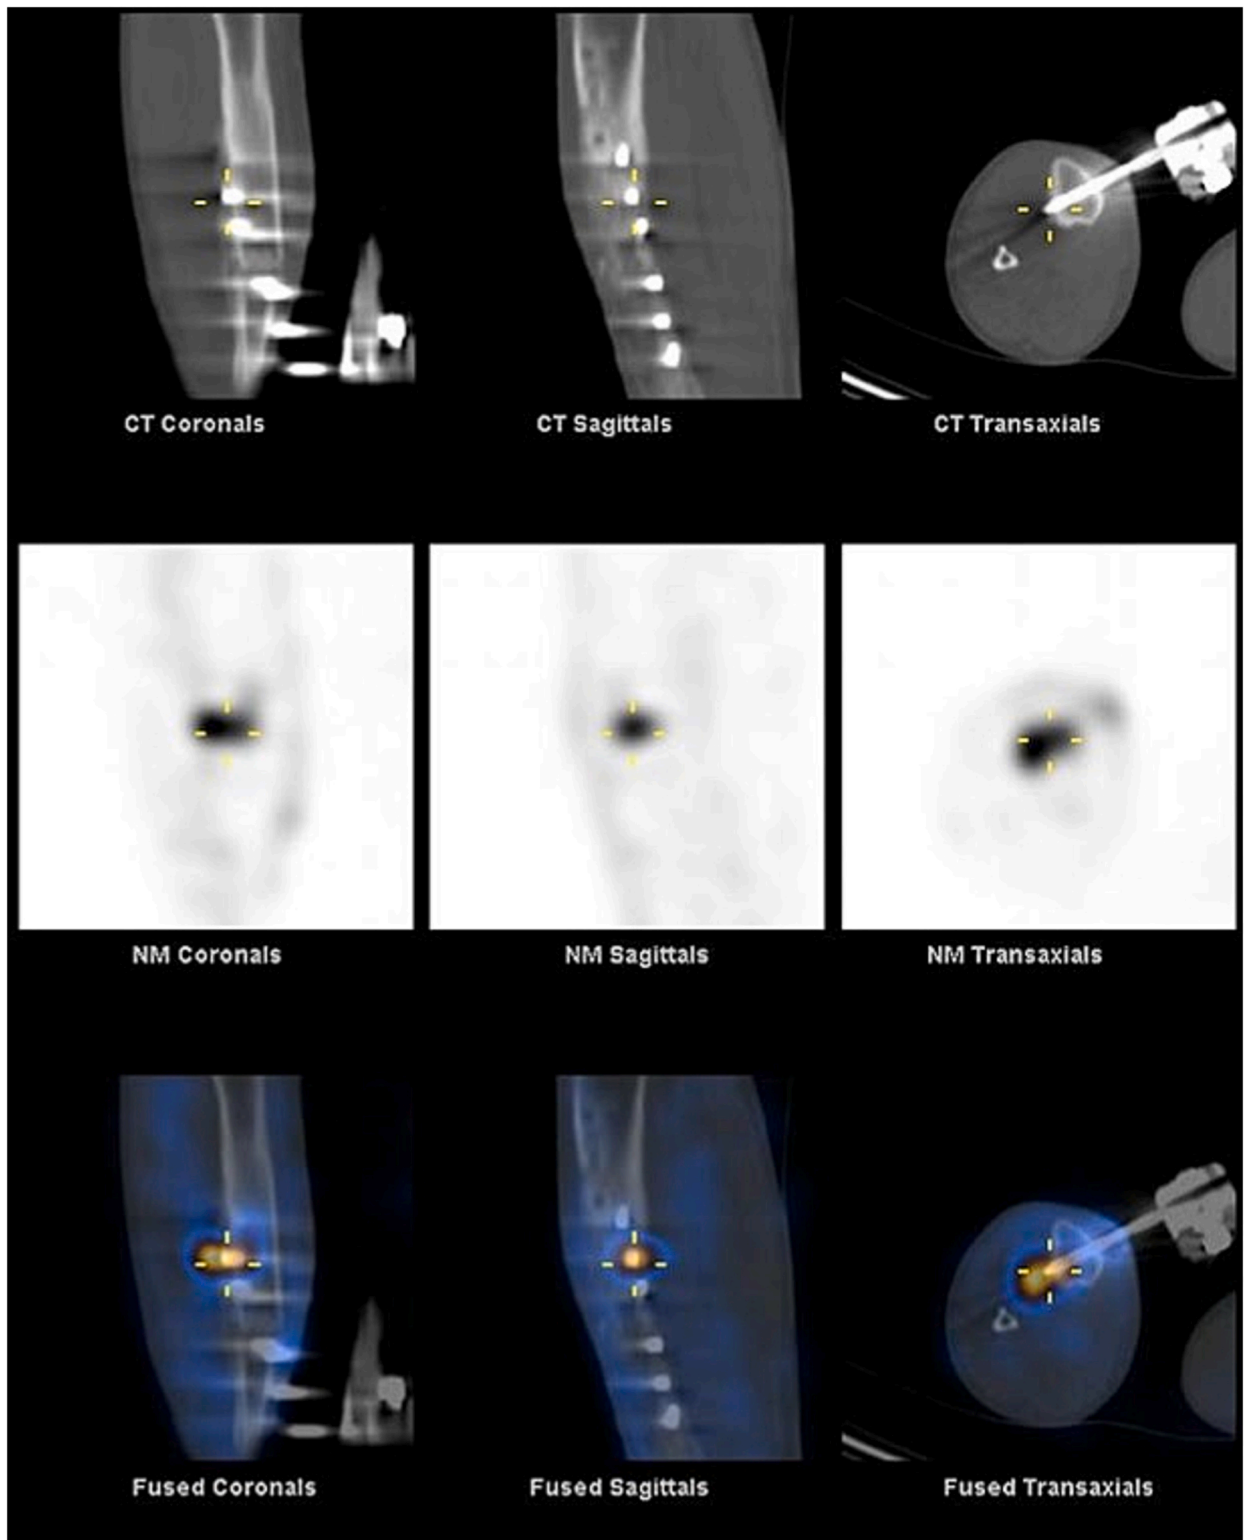 CT Coronals
CT Sagittals
CT Transaxials
NM Coronals
NM Sagittals
NM Transaxials
Fused Coronals
Fused Sagittals
Fused Transaxials